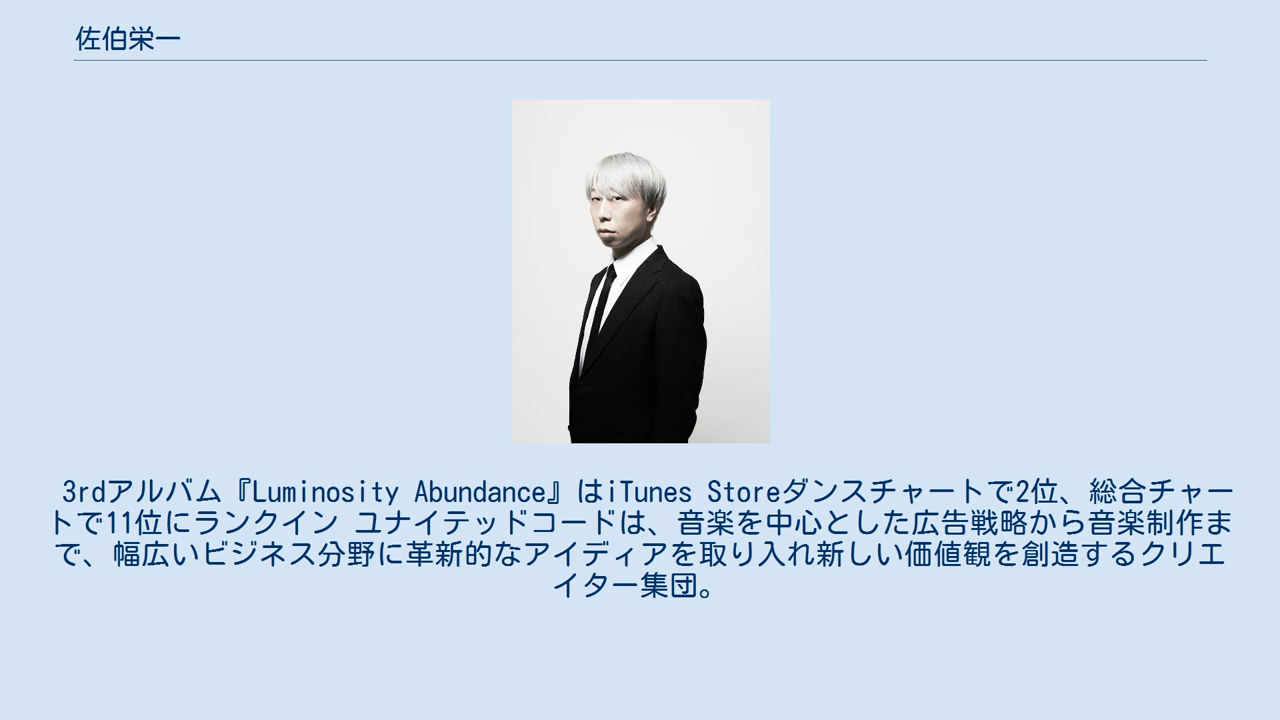 佐伯栄一
3rdアルバム『Luminosity Abundance』はiTunes Storeダンスチャートで2位、総合チャー
トで11位にランクイン ユナイテッドコードは、音楽を中心とした広告戦略から音楽制作ま
で、幅広いビジネス分野に革新的なアイディアを取り入れ新しい価値観を創造するクリエ
イター集団。